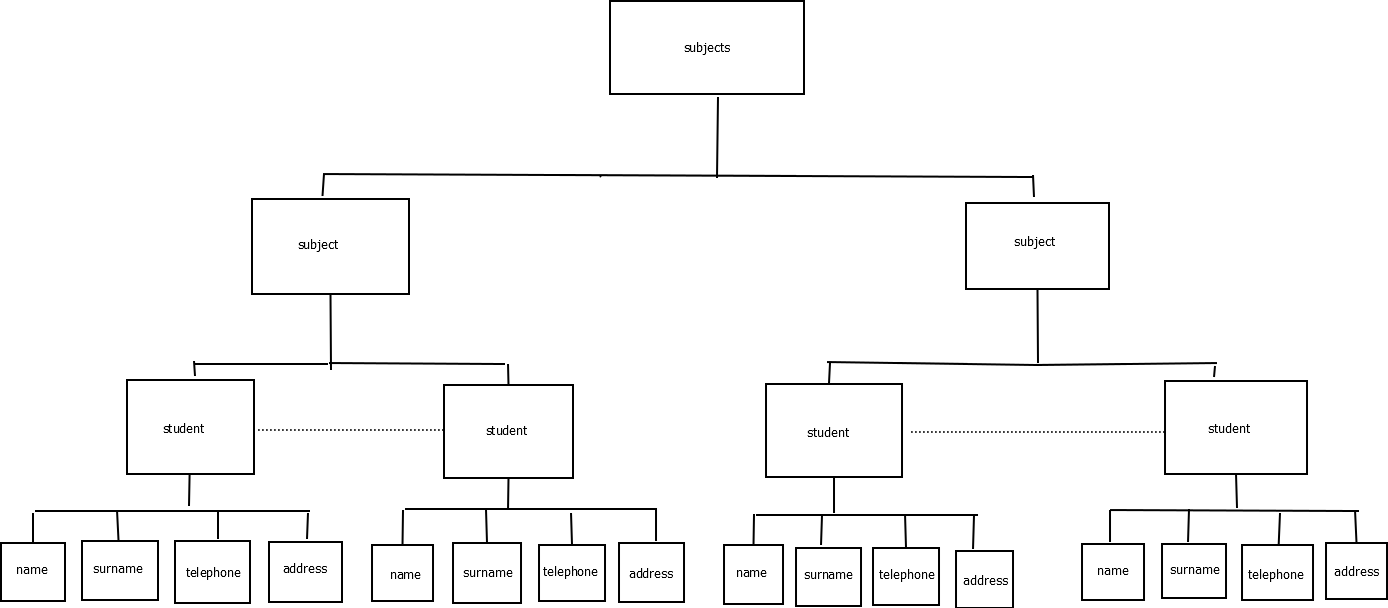 subjects
subject
subject
student
student
student
student
name
surname
telephone
address
name
surname
telephone
address
name
surname
telephone
address
name
surname
telephone
address